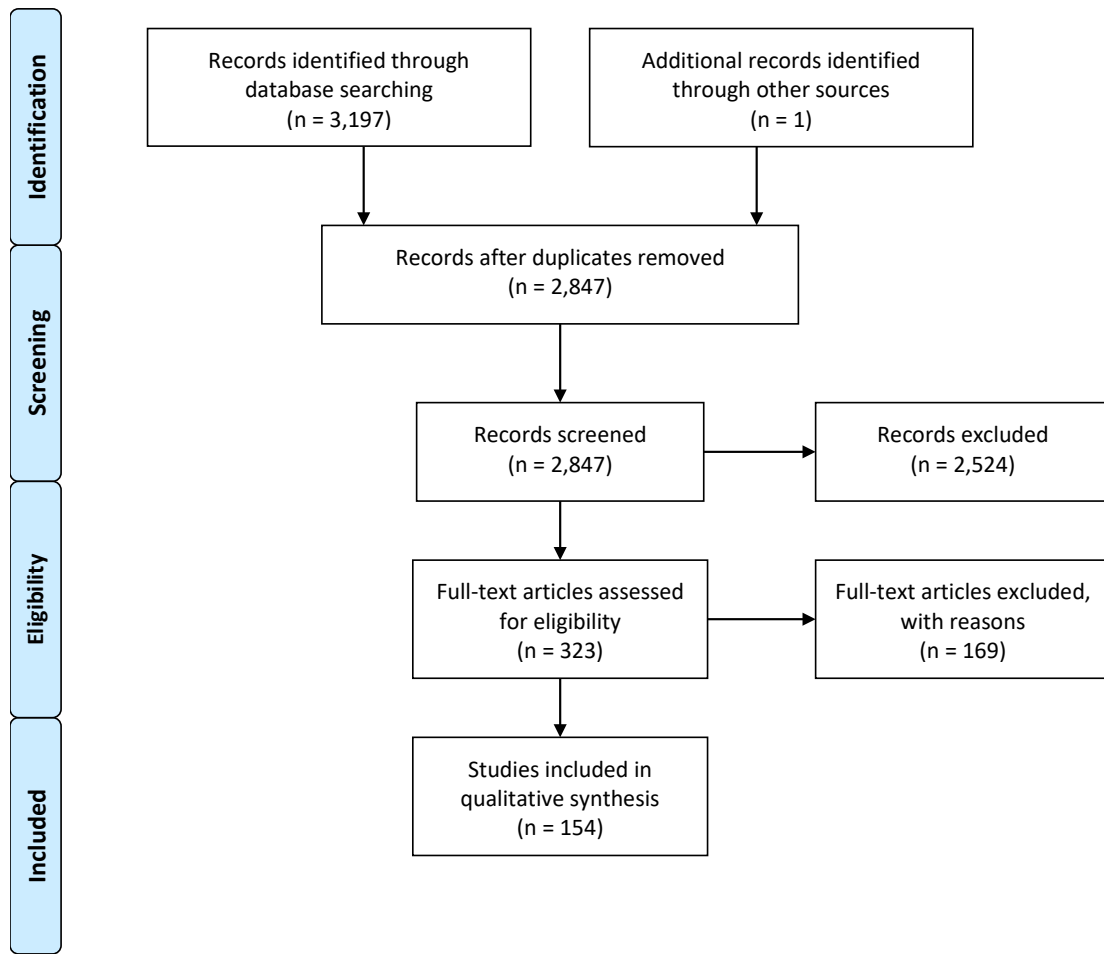 Identification
Records identified through
database searching
(n = 3,197)
Additional records identified
through other sources
(n = 1)
Screening
Records after duplicates removed
(n = 2,847)
Records screened
(n = 2,847)
Records excluded
(n = 2,524)
Eligibility
Full-text articles assessed
for eligibility
(n = 323)
Full-text articles excluded,
with reasons
(n = 169)
Included
Studies included in
qualitative synthesis
(n = 154)